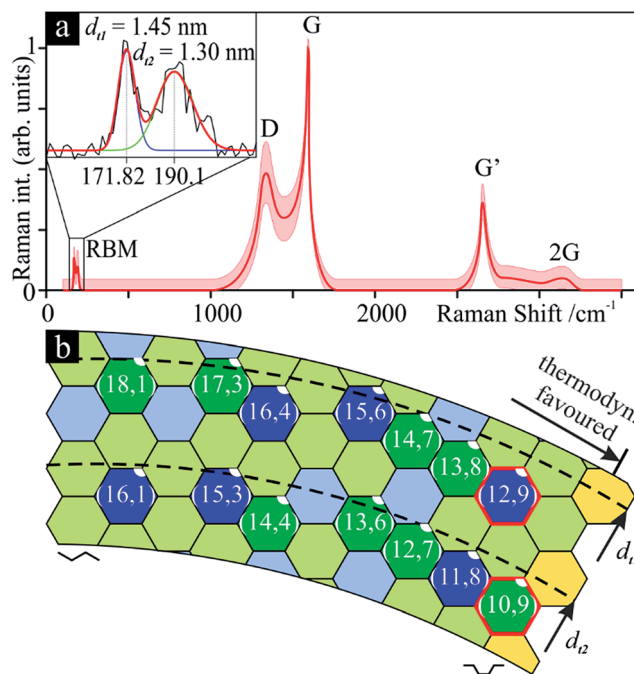 a
d_t1 = 1.45 nm
d_t2 = 1.30 nm
171.82 190.1
RBM
D
G
G’
2G
Raman int. (arb. units)
1
0
0 1000 2000 Raman Shift /cm⁻¹
b
thermodyn.
favoured
18,1 17,3 16,4 15,6 14,7 13,8 12,9
16,1 15,3 14,4 13,6 12,7 11,8 10,9
d_t2